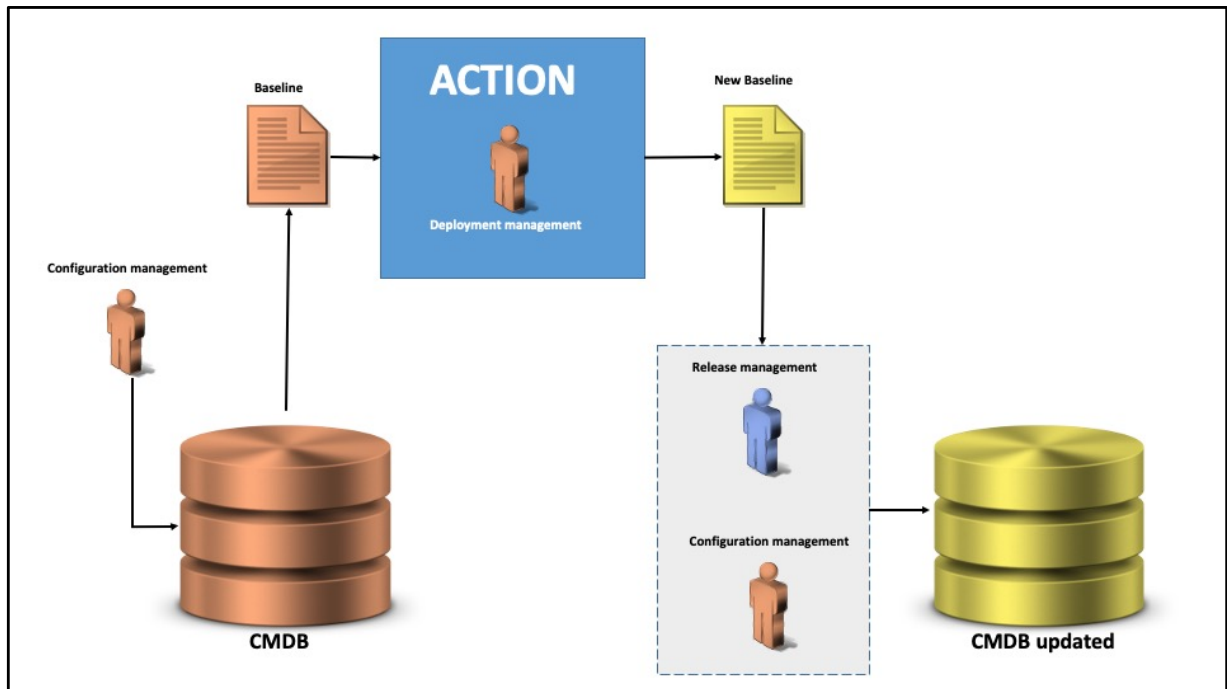 Baseline
ACTION
New Baseline
Deployment management
Configuration management
Release management
Configuration management
CMDB
CMDB updated